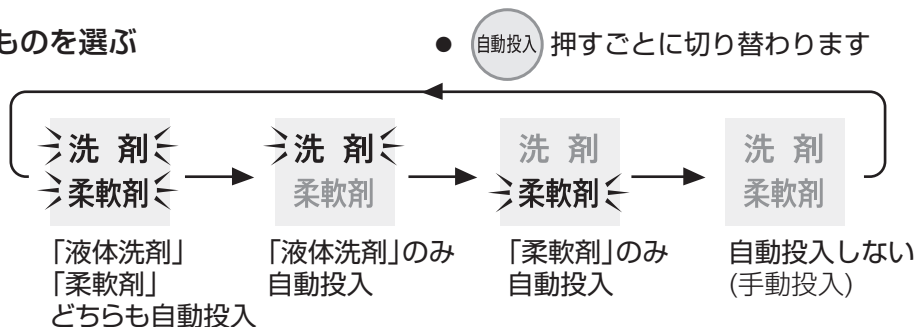 ものを選ぶ
● 自動投入 押すごとに切り替わります
洗 剤
柔軟剤
「液体洗剤」
「柔軟剤」
どちらも自動投入
洗 剤
柔軟剤
「液体洗剤」のみ
自動投入
洗 剤
柔軟剤
「柔軟剤」のみ
自動投入
洗 剤
柔軟剤
自動投入しない
(手動投入)